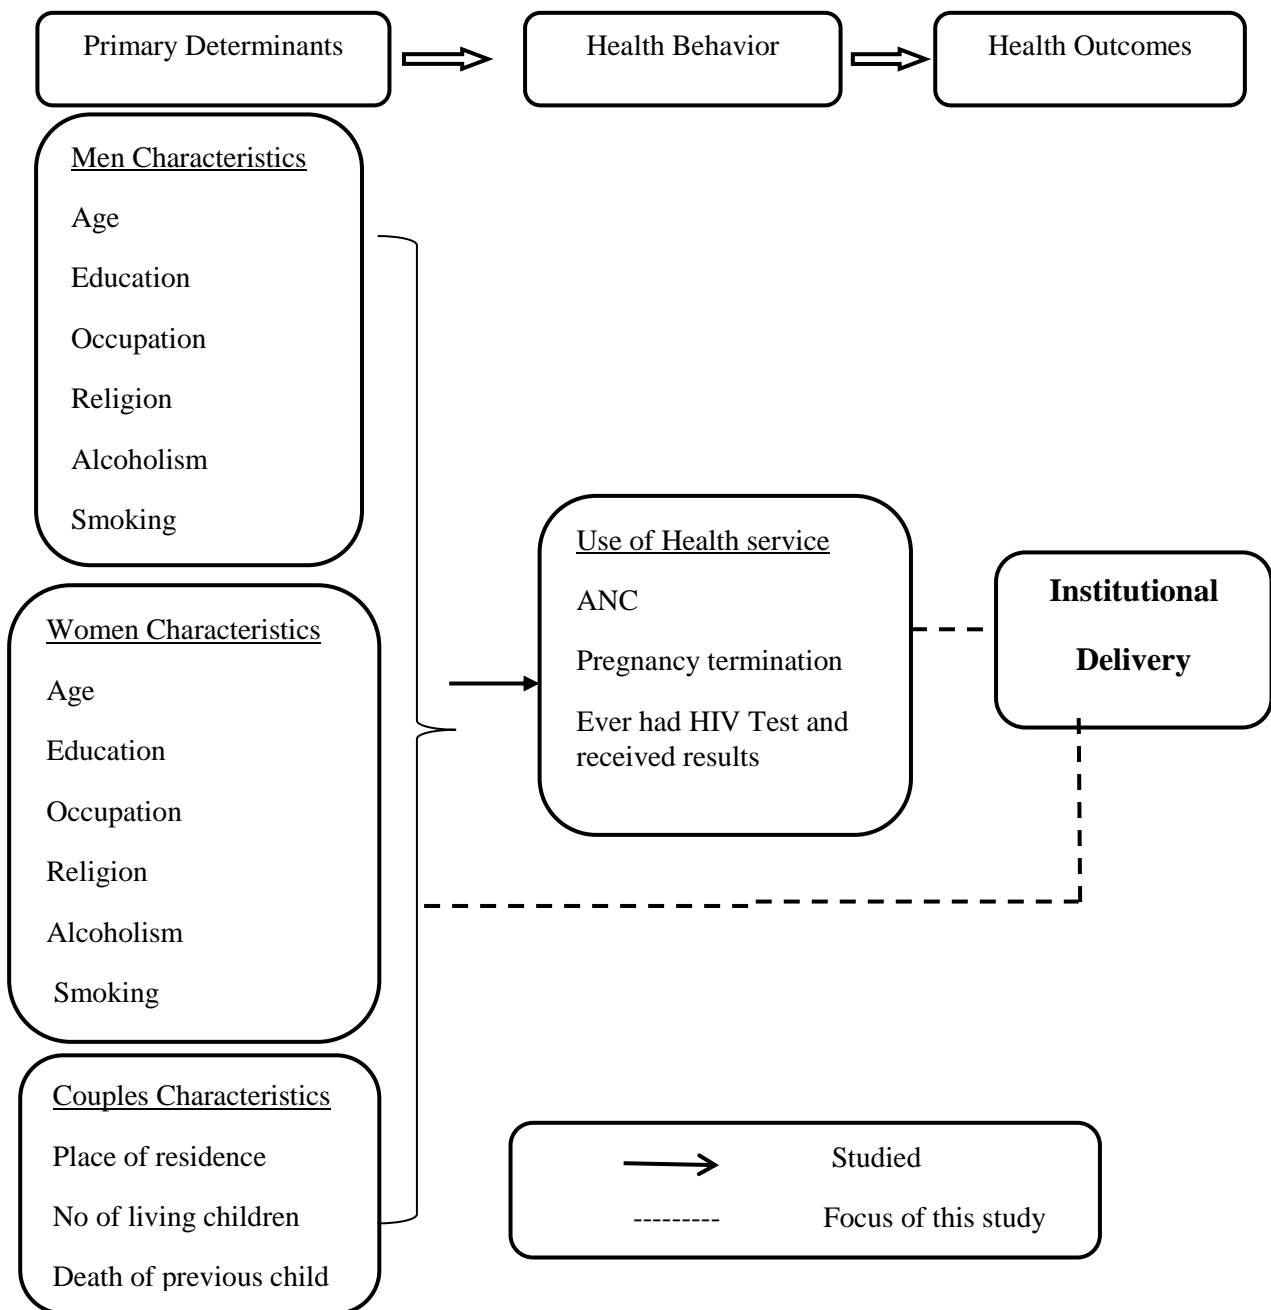 Primary Determinants
Health Behavior
Health Outcomes
Men Characteristics
Age
Education
Occupation
Religion
Alcoholism
Smoking
Women Characteristics
Age
Education
Occupation
Religion
Alcoholism
Smoking
Couples Characteristics
Place of residence
No of living children
Death of previous child
Use of Health service
ANC
Pregnancy termination
Ever had HIV Test and
received results
Institutional
Delivery
Studied
Focus of this study